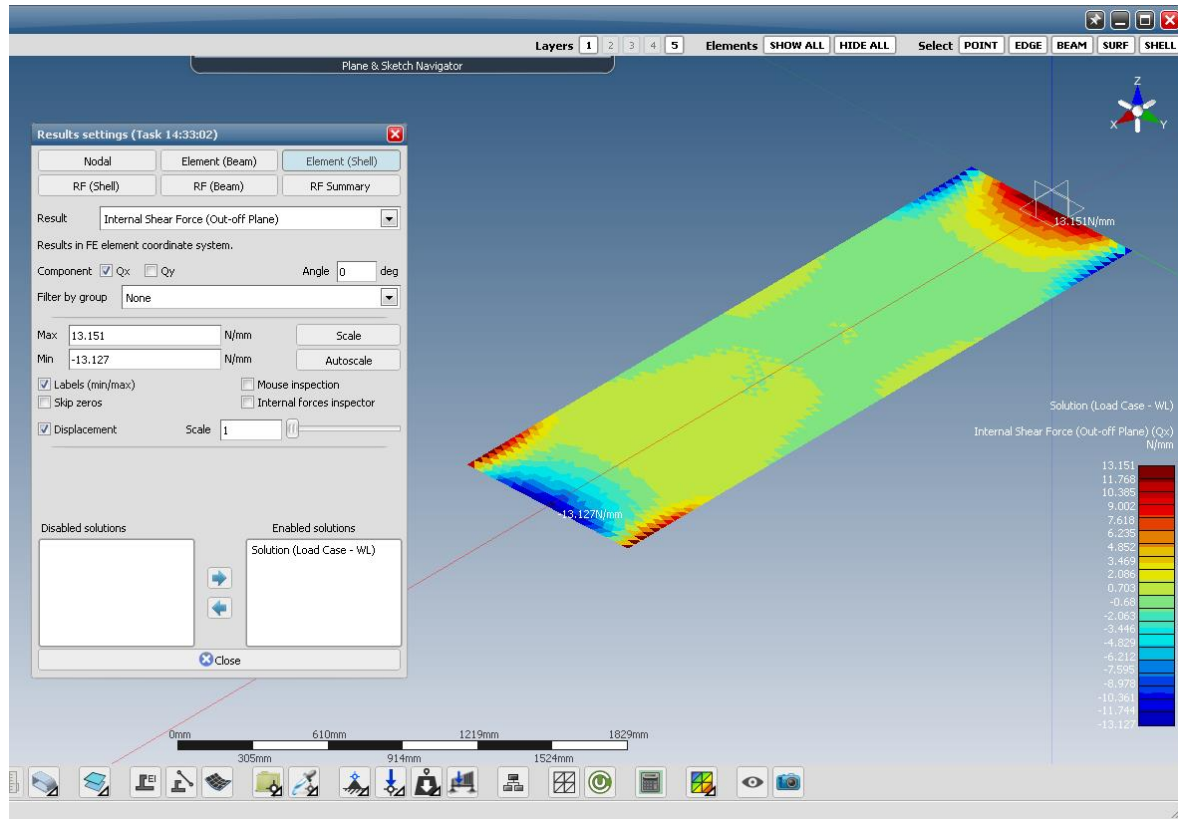 Layers 1 2 3 4 5 Elements SHOW ALL HIDE ALL Select POINT EDGE BEAM SURF SHELL
Plane & Sketch Navigator
Results settings (Task 14:33:02)
Nodal Element (Beam) Element (Shell)
RF (Shell) RF (Beam) RF Summary
Result Internal Shear Force (Out-off Plane)
Results in FE element coordinate system.
Component Qx Qy Angle 0 deg
Filter by group None
Max 13.151 N/mm Scale
Min -13.127 N/mm Autoscale
Labels (min/max) Mouse inspection
Skip zeros Internal forces inspector
Displacement Scale 1
Disabled solutions Enabled solutions
Solution (Load Case - WL)
Close
Z
X Y
13.151N/mm
-13.127N/mm
Solution (Load Case - WL)
Internal Shear Force (Out-off Plane) (Qx)
N/mm
13.151
11.768
10.385
9.002
7.618
6.235
4.852
3.469
2.086
0.703
-0.68
-2.063
-3.446
-4.829
-6.212
-7.595
-8.978
-10.361
-11.744
-13.127
0mm 610mm 1219mm 1829mm
305mm 914mm 1524mm
EI